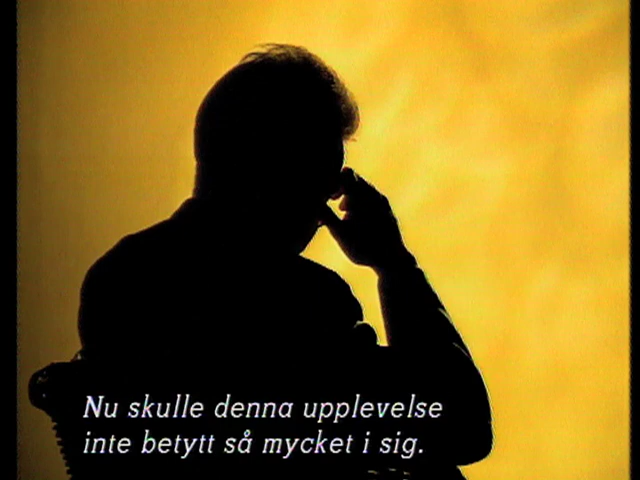 Nu skulle denna upplevelse
inte betytt så mycket i sig.